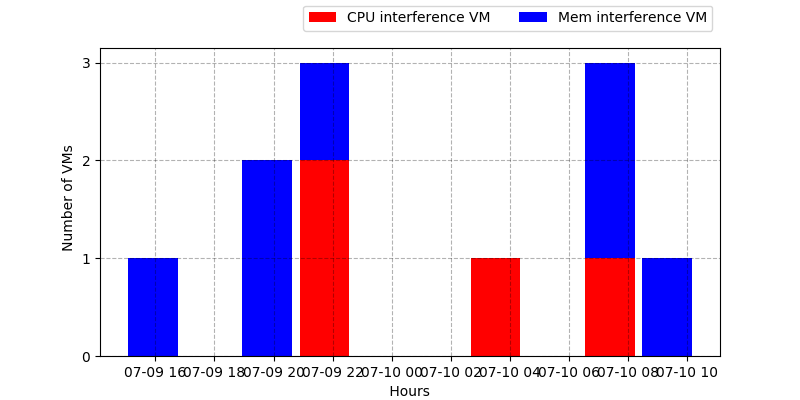 CPU interference VM Mem interference VM
3
2
1
0
Number of VMs
07-09 16 07-09 18 07-09 20 07-09 22 07-10 00 07-10 02 07-10 04 07-10 06 07-10 08 07-10 10
Hours